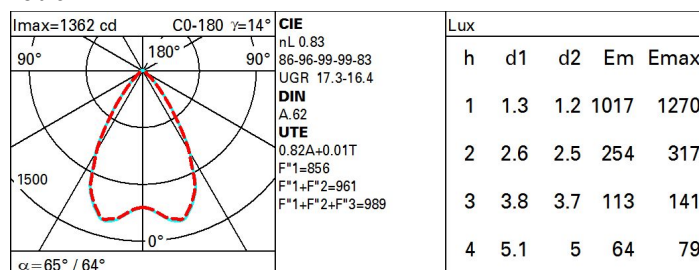 Imax=1362 cd C0-180 γ=14°
90° 180° 90°
1500
0°
α=65° / 64°
CIE
nL 0.83
86-96-99-99-83
UGR 17.3-16.4
DIN
A.62
UTE
0.82A+0.01T
F"1=856
F"1+F"2=961
F"1+F"2+F"3=989
Lux
h d1 d2 Em Emax
1 1.3 1.2 1017 1270
2 2.6 2.5 254 317
3 3.8 3.7 113 141
4 5.1 5 64 79